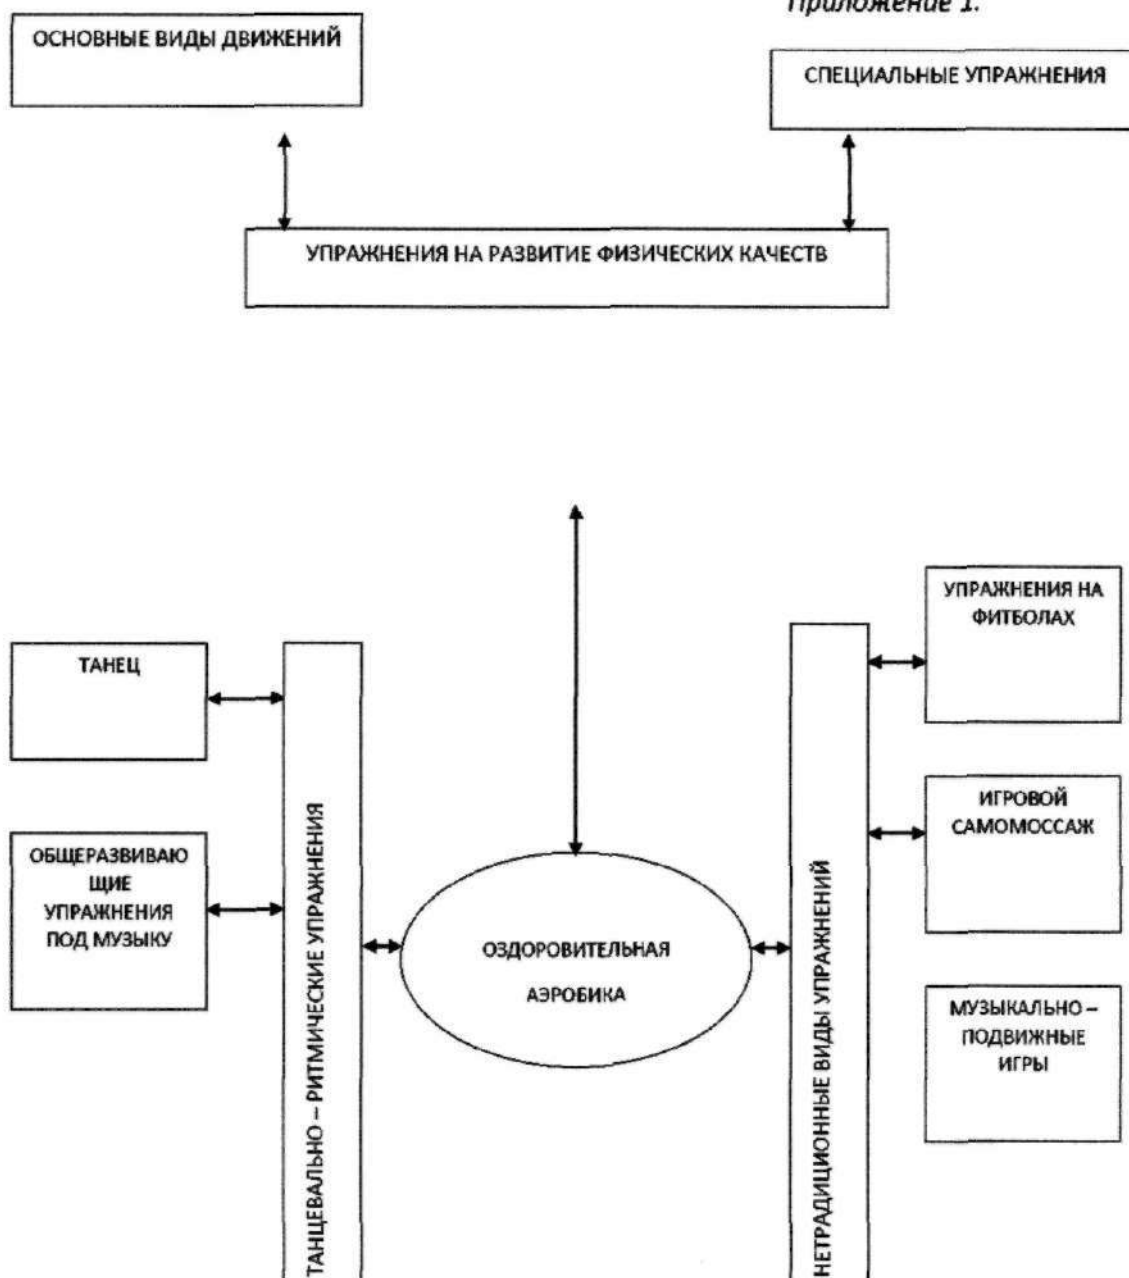 Приложение 1.
ОСНОВНЫЕ ВИДЫ ДВИЖЕНИЙ
СПЕЦИАЛЬНЫЕ УПРАЖНЕНИЯ
УПРАЖНЕНИЯ НА РАЗВИТИЕ ФИЗИЧЕСКИХ КАЧЕСТВ
УПРАЖНЕНИЯ НА
ФИТБОЛАХ
ТАНЕЦ
ИГРОВОЙ
САМОМОССАЖ
ОБЩЕРАЗВИВАЮ
ЩИЕ
УПРАЖНЕНИЯ
ПОД МУЗЫКУ
ТАНЦЕВАЛЬНО – РИТМИЧЕСКИЕ УПРАЖНЕНИЯ
ОЗДОРОВИТЕЛЬНАЯ
АЭРОБИКА
НЕТРАДИЦИОННЫЕ ВИДЫ УПРАЖНЕНИЙ
МУЗЫКАЛЬНО –
ПОДВИЖНЫЕ
ИГРЫ